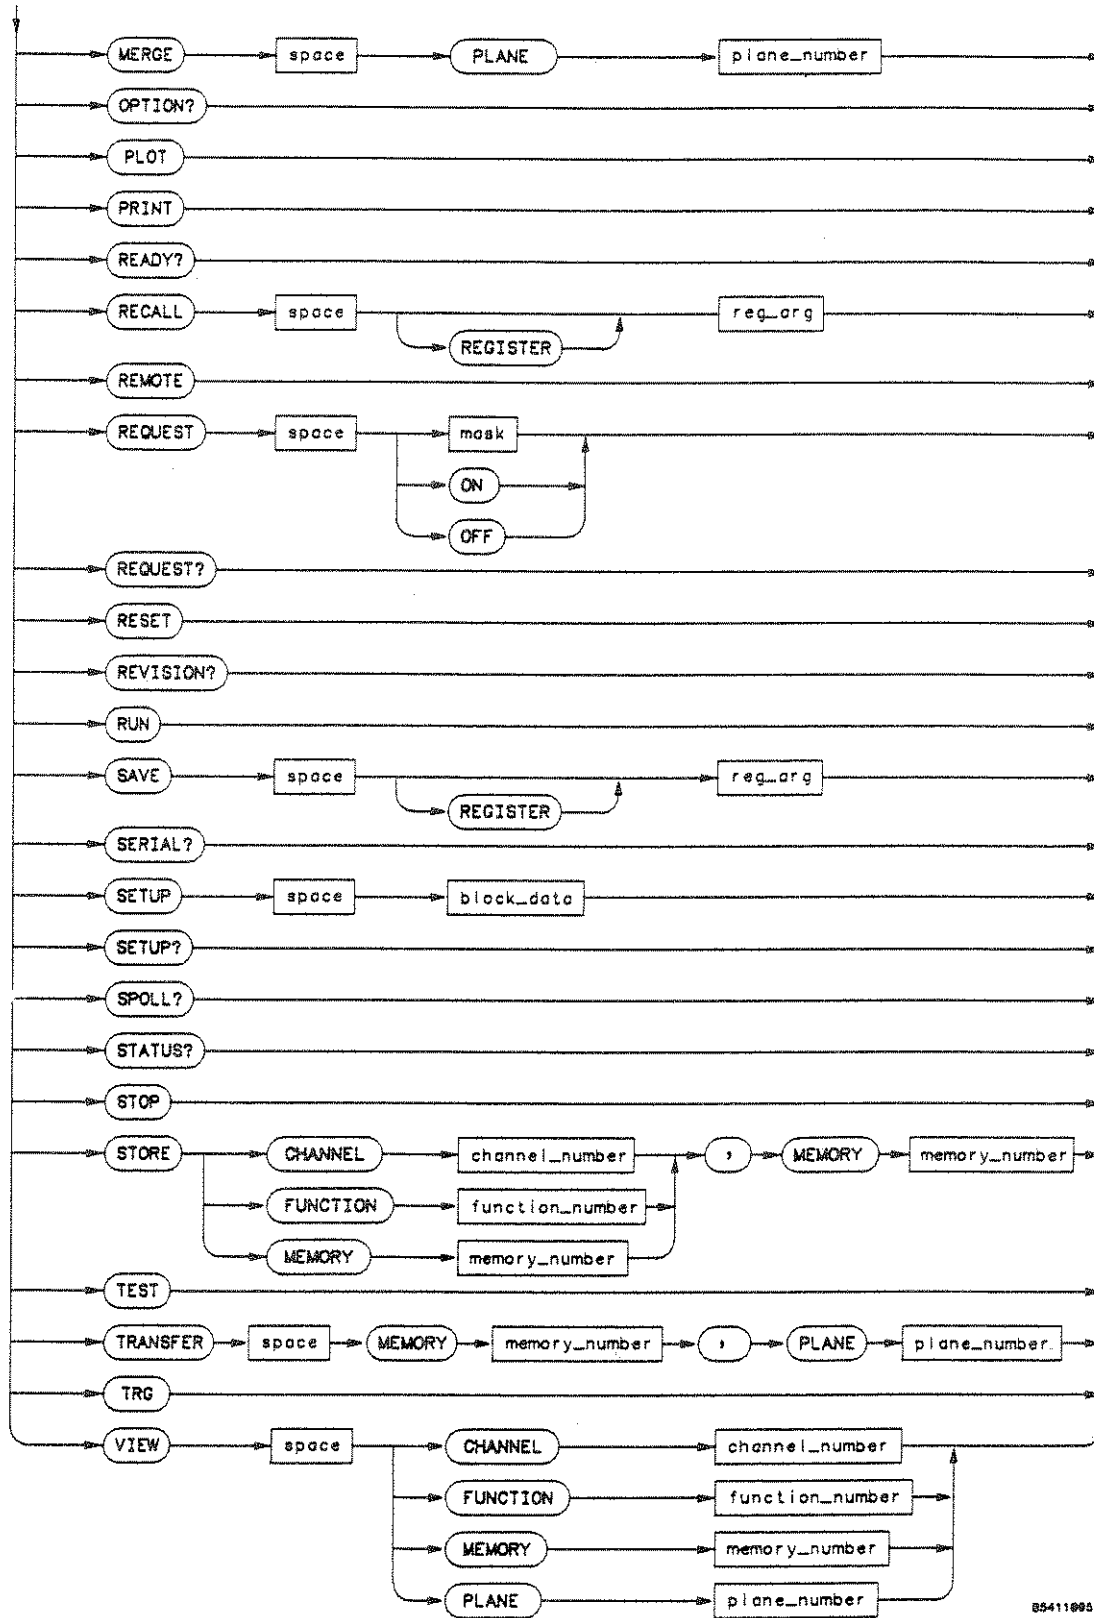 MERGE space PLANE plane_number
OPTION?
PLOT
PRINT
READY?
RECALL space reg_arg
REGISTER
REMOTE
REQUEST space mask
ON
OFF
REQUEST?
RESET
REVISION?
RUN
SAVE space reg_arg
REGISTER
SERIAL?
SETUP space block_data
SETUP?
SPOLL?
STATUS?
STOP
STORE CHANNEL channel_number , MEMORY memory_number
FUNCTION function_number
MEMORY memory_number
TEST
TRANSFER space MEMORY memory_number , PLANE plane_number
TRG
VIEW space CHANNEL channel_number
FUNCTION function_number
MEMORY memory_number
PLANE plane_number